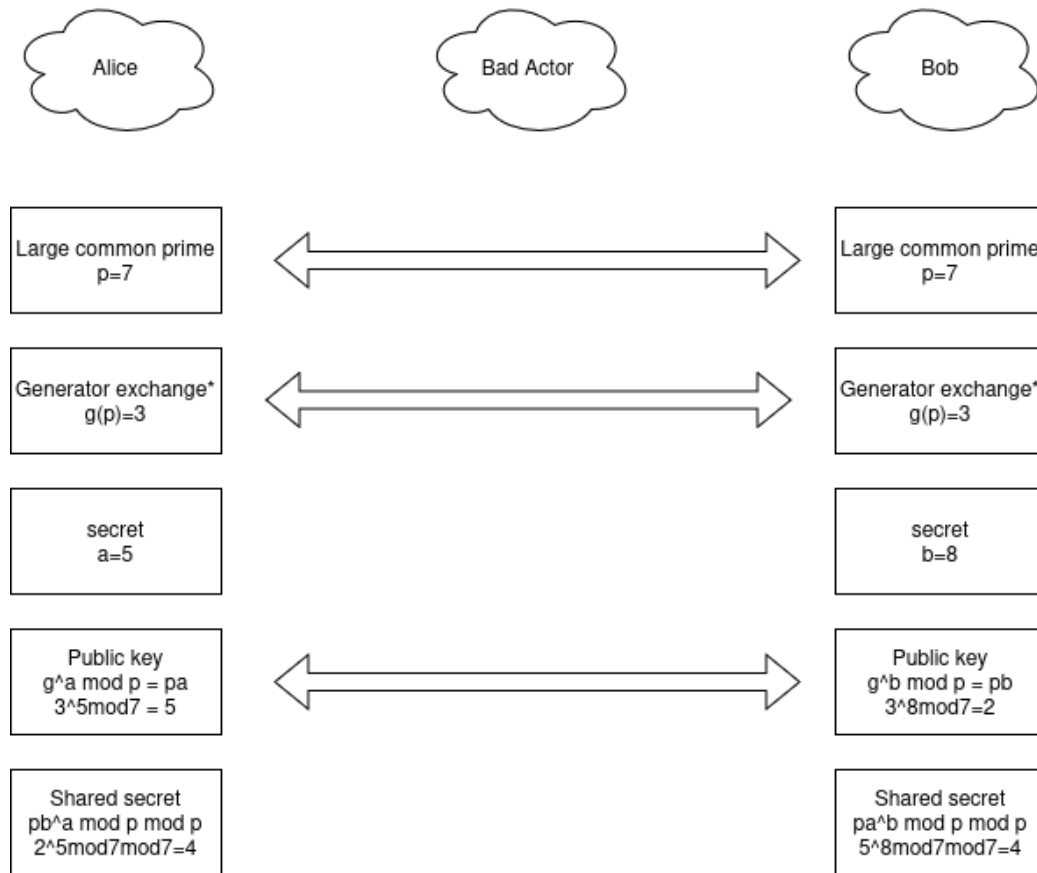 Alice
Bad Actor
Bob
Large common prime
p=7
Large common prime
p=7
Generator exchange*
g(p)=3
Generator exchange*
g(p)=3
secret
a=5
secret
b=8
Public key
g^a mod p = pa
3^5mod7 = 5
Public key
g^b mod p = pb
3^8mod7=2
Shared secret
pb^a mod p mod p
2^5mod7mod7=4
Shared secret
pa^b mod p mod p
5^8mod7mod7=4